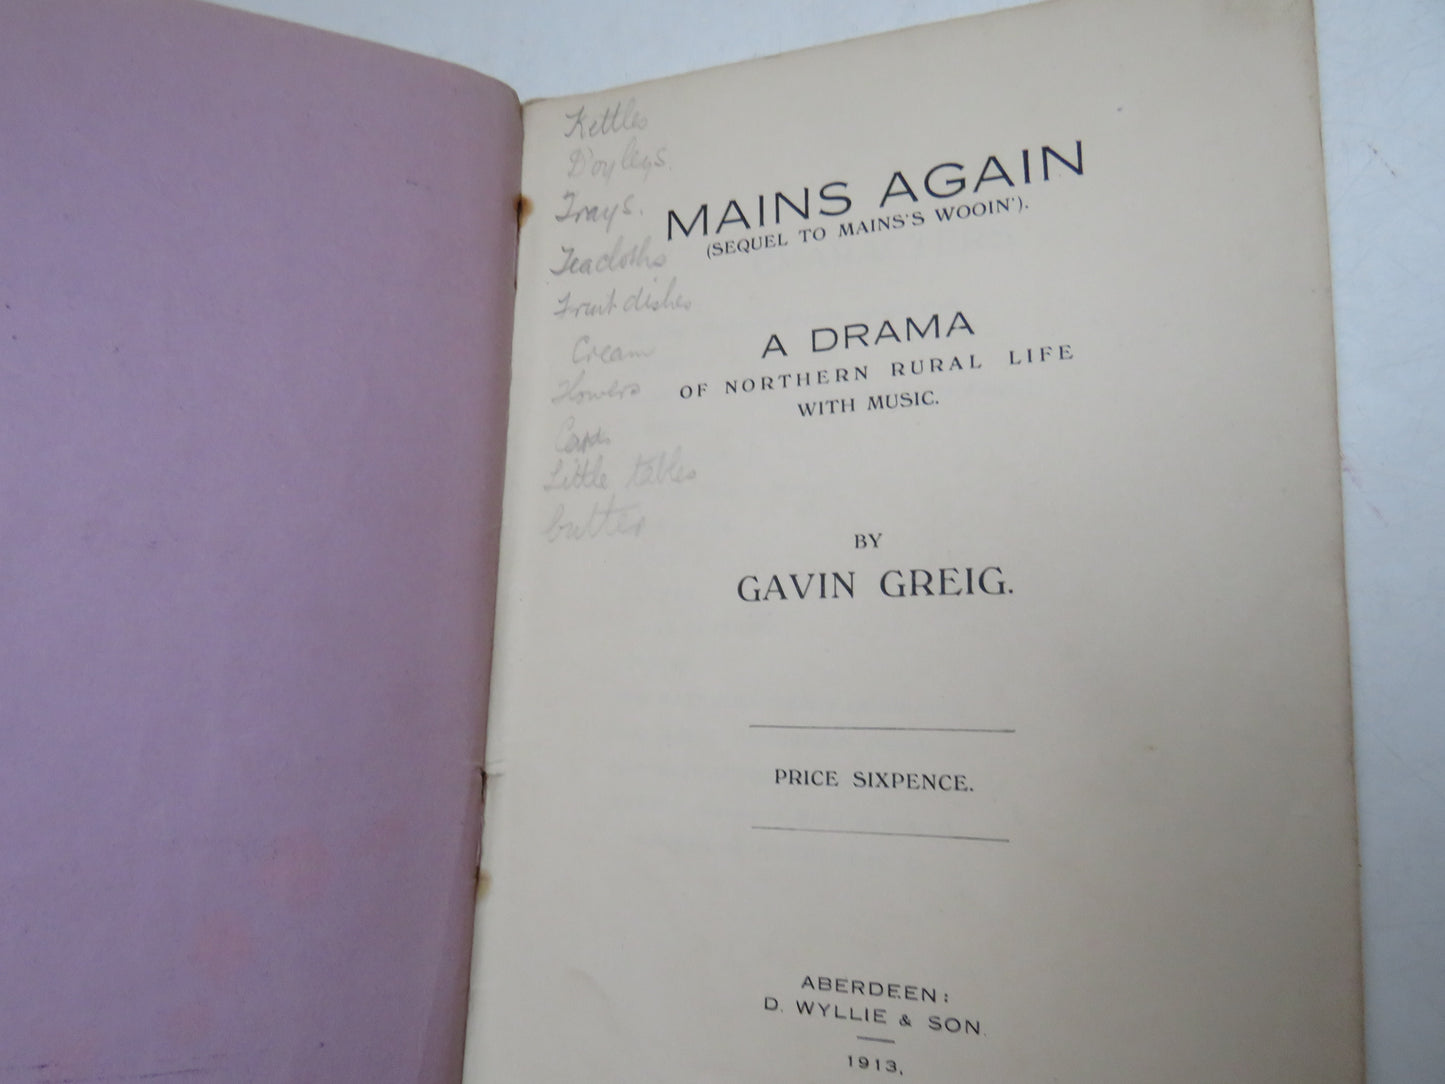 Kettles
Doyleys.
Trays.
Teacloths
Fruit dishes
Cream
Flowers
Cards
Little tables
butter
MAINS AGAIN
(SEQUEL TO MAINS'S WOOIN').
A DRAMA
OF NORTHERN RURAL LIFE
WITH MUSIC.
BY
GAVIN GREIG.
PRICE SIXPENCE.
ABERDEEN:
D. WYLLIE & SON.
1913.